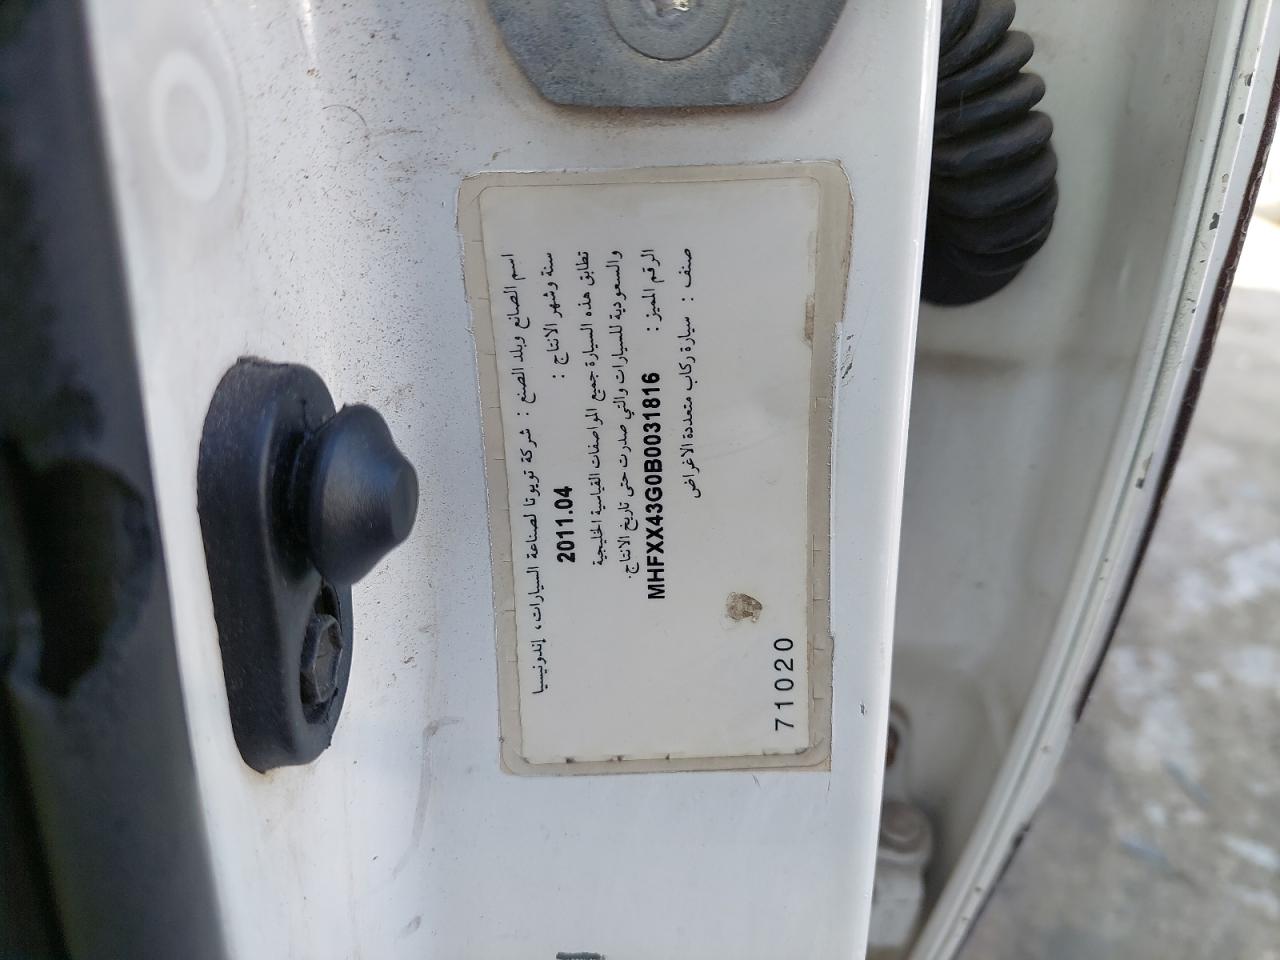 اسم الصانع وبلد الصنع : شركة تويوتا لصناعة السيارات، إندونيسيا
سنة وشهر الانتاج : 2011.04
تطابق هذه السيارة جميع المواصفات القياسية الخليجية
والسعودية للسيارات والتي صدرت حتى تاريخ الانتاج.
الرقم المميز : MHFXX43G0B0031816
صنف : سيارة ركاب متعددة الاغراض
71020